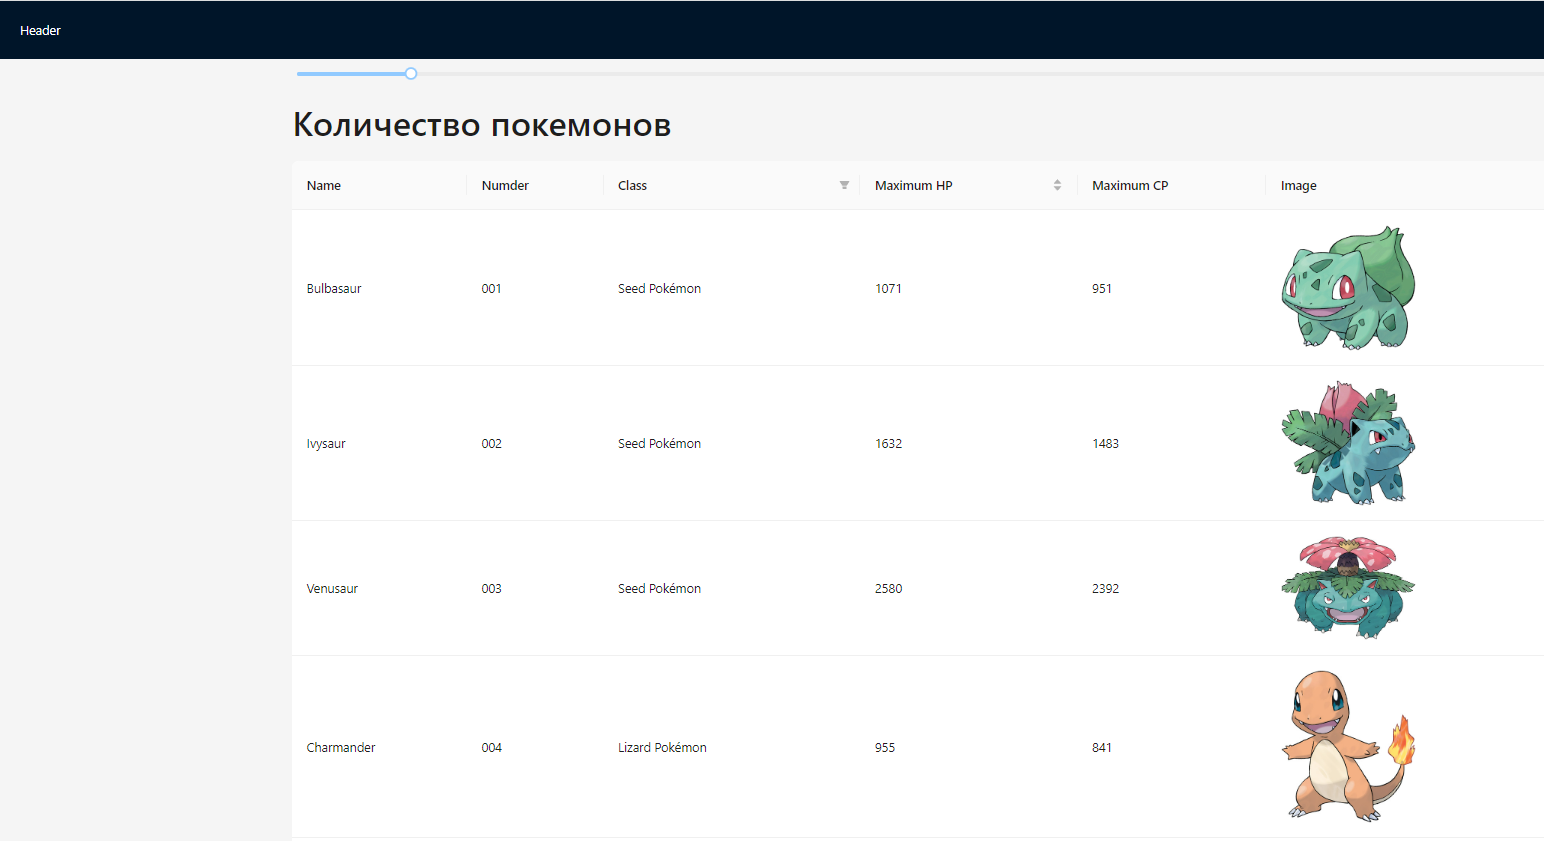 Header
Количество покемонов
Name Numder Class Maximum HP Maximum CP Image
Bulbasaur 001 Seed Pokémon 1071 951
Ivysaur 002 Seed Pokémon 1632 1483
Venusaur 003 Seed Pokémon 2580 2392
Charmander 004 Lizard Pokémon 955 841